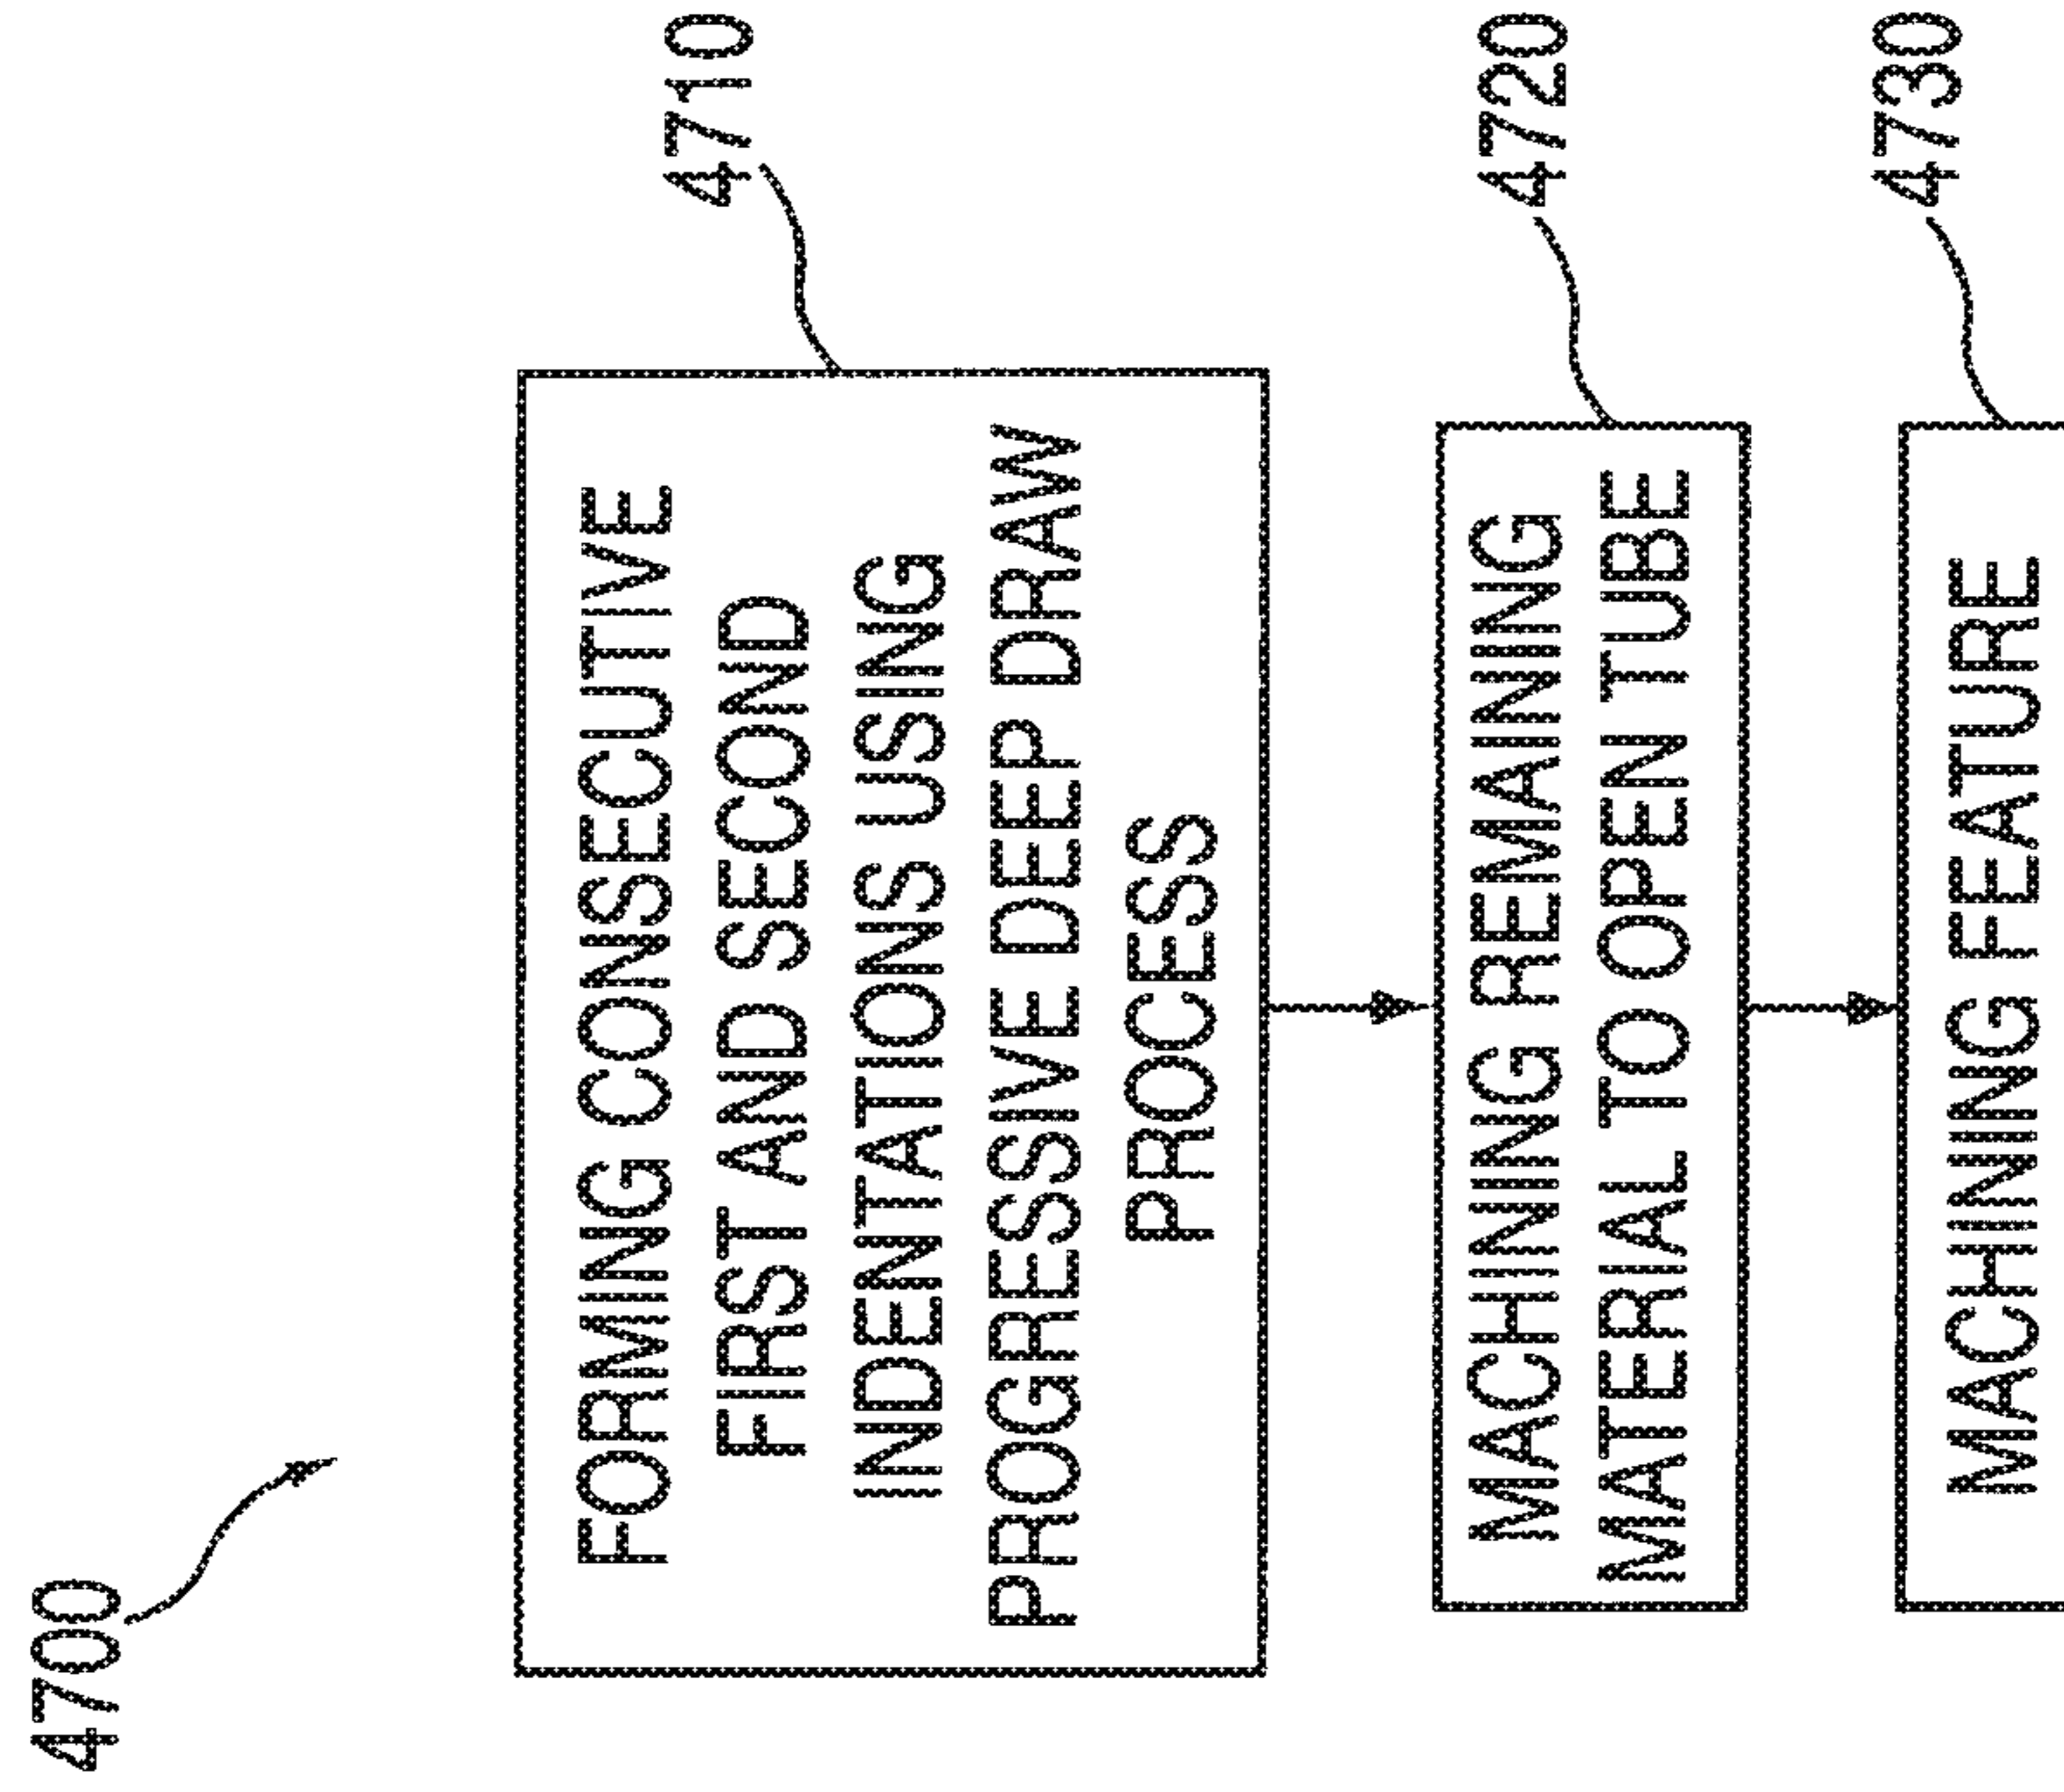 4700
FORMING CONSECUTIVE
FIRST AND SECOND
INDENTATIONS USING
PROGRESSIVE DEEP DRAW
PROCESS
4710
MACHINING REMAINING
MATERIAL TO OPEN TUBE
4720
MACHINING FEATURE
4730